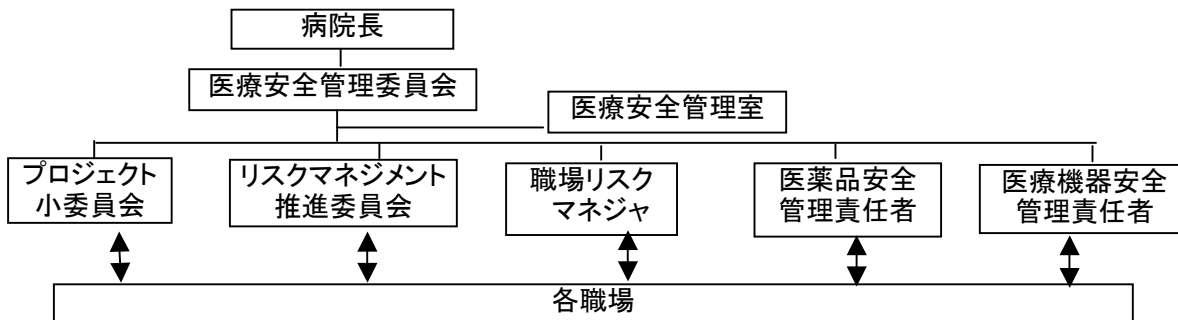 病院長
医療安全管理委員会
医療安全管理室
プロジェクト
小委員会
リスクマネジメント
推進委員会
職場リスク
マネジャ
医薬品安全
管理責任者
医療機器安全
管理責任者
各職場